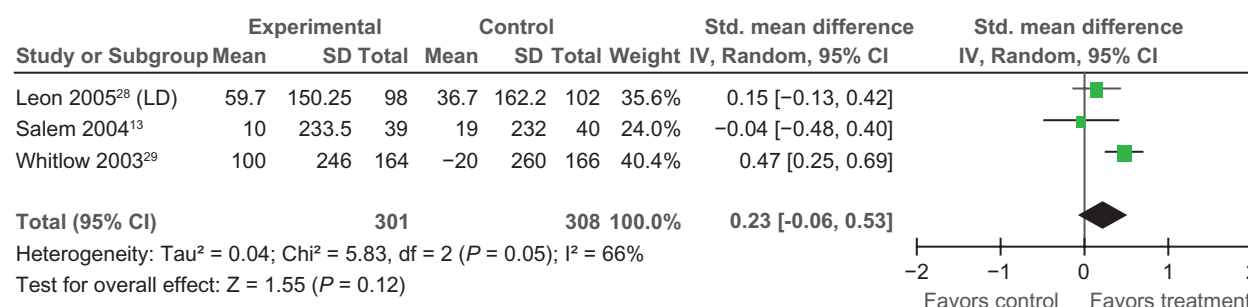 Experimental Control Std. mean difference Std. mean difference
Study or Subgroup Mean SD Total Mean SD Total Weight IV, Random, 95% CI IV, Random, 95% CI
Leon 2005²⁸ (LD) 59.7 150.25 98 36.7 162.2 102 35.6% 0.15 [−0.13, 0.42]
Salem 2004¹³ 10 233.5 39 19 232 40 24.0% −0.04 [−0.48, 0.40]
Whitlow 2003²⁹ 100 246 164 −20 260 166 40.4% 0.47 [0.25, 0.69]
Total (95% CI) 301 308 100.0% 0.23 [-0.06, 0.53]
Heterogeneity: Tau² = 0.04; Chi² = 5.83, df = 2 (P = 0.05); I² = 66%
Test for overall effect: Z = 1.55 (P = 0.12)
−2 −1 0 1 2
Favors control Favors treatment